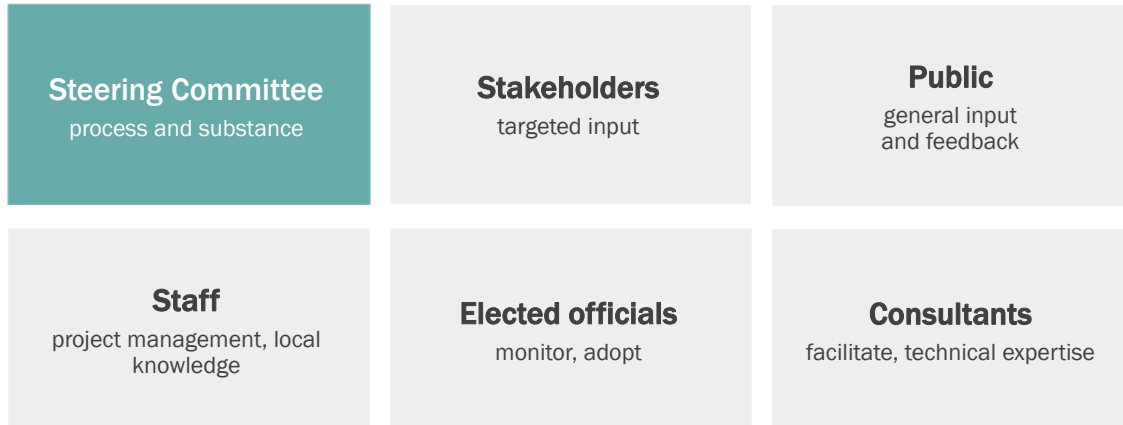 Steering Committee
process and substance
Stakeholders
targeted input
Public
general input
and feedback
Staff
project management, local
knowledge
Elected officials
monitor, adopt
Consultants
facilitate, technical expertise